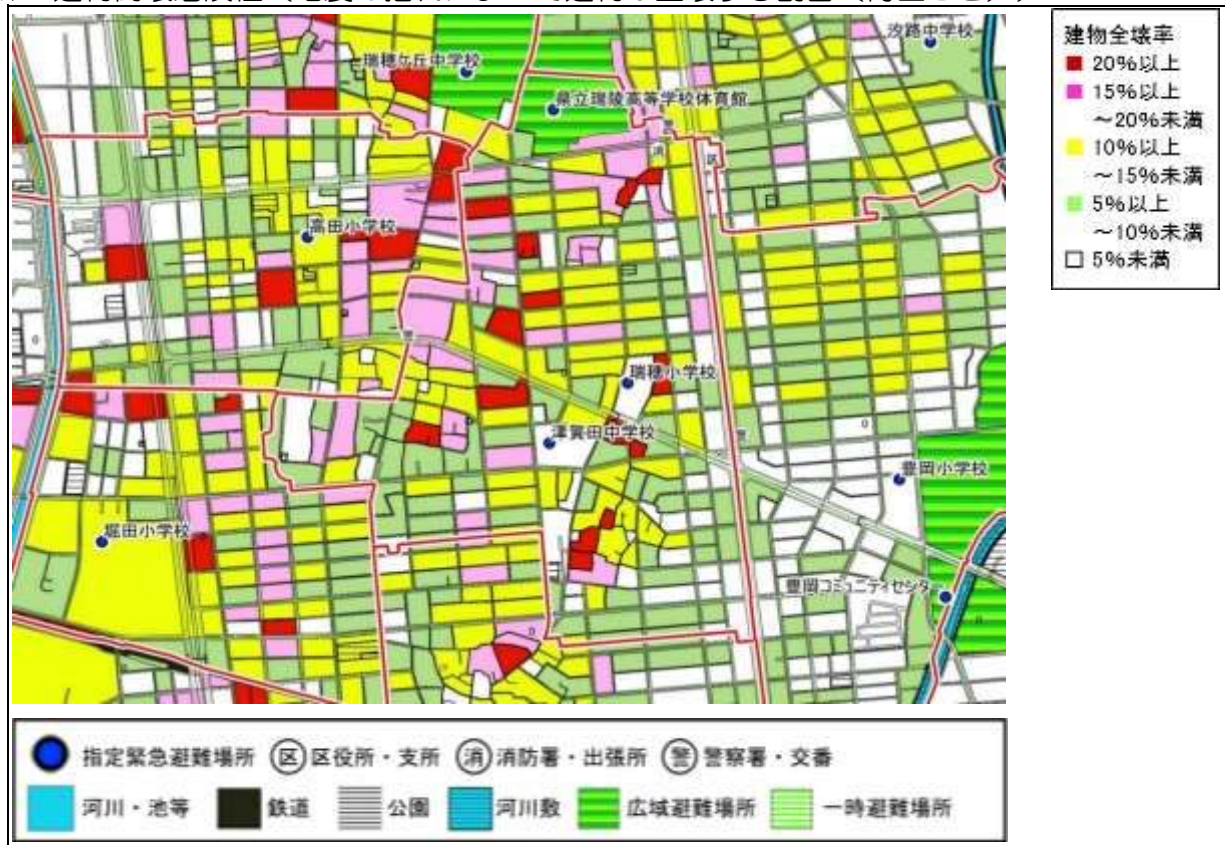 建物全壊率
20%以上
15%以上
～20%未満
10%以上
～15%未満
5%以上
～10%未満
5%未満
汐路中学校
瑞穂ケ丘中学校
県立瑞陵高等学校体育館
消
区
高田小学校
瑞穂小学校
津賀田中学校
豊岡小学校
堀田小学校
豊岡コミュニティセンター
指定緊急避難場所 区 区役所・支所 消 消防署・出張所 警 警察署・交番
河川・池等 鉄道 公園 河川敷 広域避難場所 一時避難場所